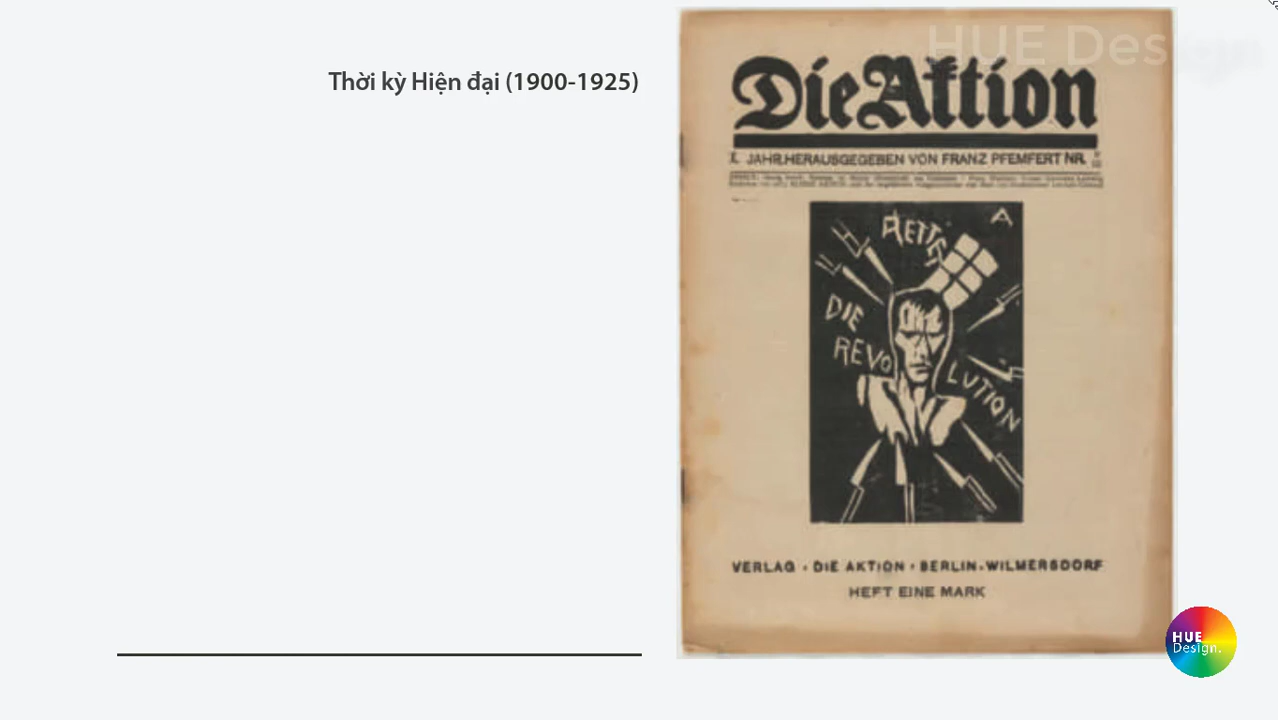 Thời kỳ Hiện đại (1900-1925)
HUE Design.
Die Aktion
JAHR.HERAUSGEGEBEN VON FRANZ PFEMFERT NR.
A
RETTET
DIE
REVO
LUTION
VERLAG · DIE AKTION · BERLIN-WILMERSDORF
HEFT EINE MARK
HUE
Design.